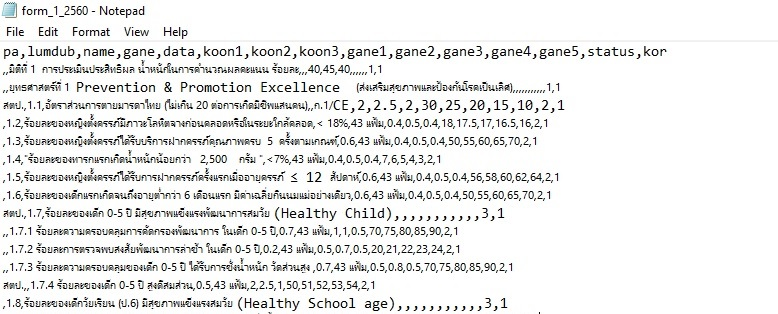 form_1_2560 - Notepad
File Edit Format View Help
pa,lumdub,name,gane,data,koon1,koon2,koon3,gane1,gane2,gane3,gane4,gane5,status,kor
,,มิติที่ 1 การประเมินประสิทธิผล น้ำหนักในการคำนวณผลคะแนน ร้อยละ,,,40,45,40,,,,,,1,1
,,ยุทธศาสตร์ที่ 1 Prevention & Promotion Excellence (ส่งเสริมสุขภาพและป้องกันโรคเป็นเลิศ),,,,,,,,,,,1,1
สตป.,1.1,อัตราส่วนการตายมารดาไทย (ไม่เกิน 20 ต่อการเกิดมีชีพแสนคน),,ก.1/CE,2,2.5,2,30,25,20,15,10,2,1
,1.2,ร้อยละของหญิงตั้งครรภ์มีภาวะโลหิตจางก่อนคลอดหรือในระยะใกล้คลอด,< 18%,43 แฟ้ม,0.4,0.5,0.4,18,17.5,17,16.5,16,2,1
,1.3,ร้อยละของหญิงตั้งครรภ์ได้รับบริการฝากครรภ์คุณภาพครบ 5 ครั้งตามเกณฑ์,0.6,43 แฟ้ม,0.4,0.5,0.4,50,55,60,65,70,2,1
,1.4,"ร้อยละของทารกแรกเกิดน้ำหนักน้อยกว่า 2,500 กรัม ",<7%,43 แฟ้ม,0.4,0.5,0.4,7,6,5,4,3,2,1
,1.5,ร้อยละของหญิงตั้งครรภ์ได้รับการฝากครรภ์ครั้งแรกเมื่ออายุครรภ์ ≤ 12 สัปดาห์,0.6,43 แฟ้ม,0.4,0.5,0.4,56,58,60,62,64,2,1
,1.6,ร้อยละของเด็กแรกเกิดจนถึงอายุต่ำกว่า 6 เดือนแรก มีค่าเฉลี่ยกินนมแม่อย่างเดียว,0.6,43 แฟ้ม,0.4,0.5,0.4,50,55,60,65,70,2,1
สตป.,1.7,ร้อยละของเด็ก 0-5 ปี มีสุขภาพแข็งแรงพัฒนาการสมวัย (Healthy Child),,,,,,,,,,,3,1
,,1.7.1 ร้อยละความครอบคลุมการคัดกรองพัฒนาการ ในเด็ก 0-5 ปี,0.7,43 แฟ้ม,1,1,0.5,70,75,80,85,90,2,1
,,1.7.2 ร้อยละการตรวจพบสงสัยพัฒนาการล่าช้า ในเด็ก 0-5 ปี,0.2,43 แฟ้ม,0.5,0.7,0.5,20,21,22,23,24,2,1
,,1.7.3 ร้อยละความครอบคลุมของเด็ก 0-5 ปี ได้รับการชั่งน้ำหนัก วัดส่วนสูง ,0.7,43 แฟ้ม,0.5,0.8,0.5,70,75,80,85,90,2,1
สตป.,,1.7.4 ร้อยละของเด็ก 0-5 ปี สูงดีสมส่วน,0.5,43 แฟ้ม,2,2.5,1,50,51,52,53,54,2,1
,1.8,ร้อยละของเด็กวัยเรียน (ป.6) มีสุขภาพแข็งแรงสมวัย (Healthy School age),,,,,,,,,,,3,1